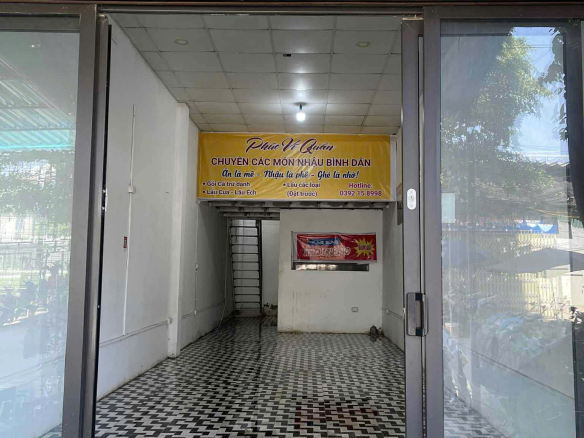 Phúc Vĩ Quán
CHUYÊN CÁC MÓN NHẬU BÌNH DÂN
Ăn là mê - Nhậu là phê - Ghé là nhớ!
• Gỏi Cá trứ danh
• Lẩu Cua - Lẩu Ếch
• Lẩu các loại
(Đặt trước)
Hotline:
0392 15 8998